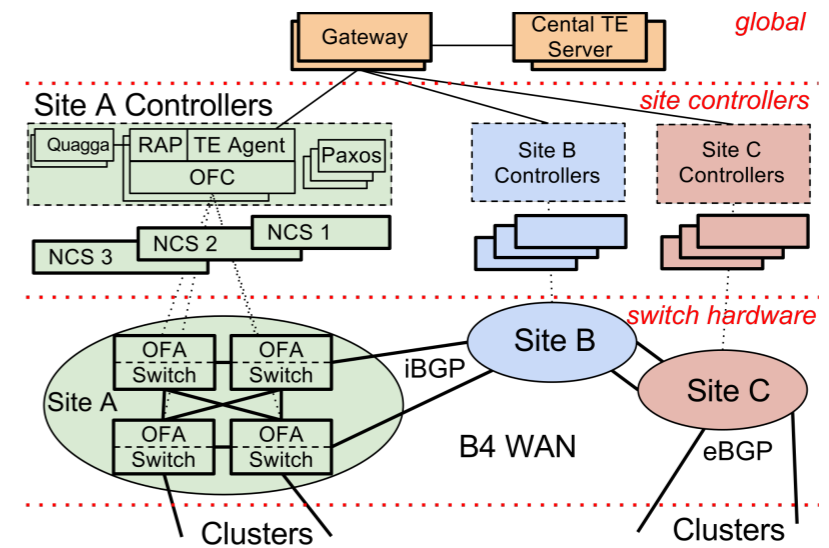 global
Gateway
Cental TE
Server
site controllers
Site A Controllers
Quagga
RAP
TE Agent
OFC
Paxos
Site B
Controllers
Site C
Controllers
NCS 1
NCS 2
NCS 3
switch hardware
OFA
Switch
OFA
Switch
Site A
OFA
Switch
OFA
Switch
iBGP
Site B
Site C
B4 WAN
eBGP
Clusters
Clusters